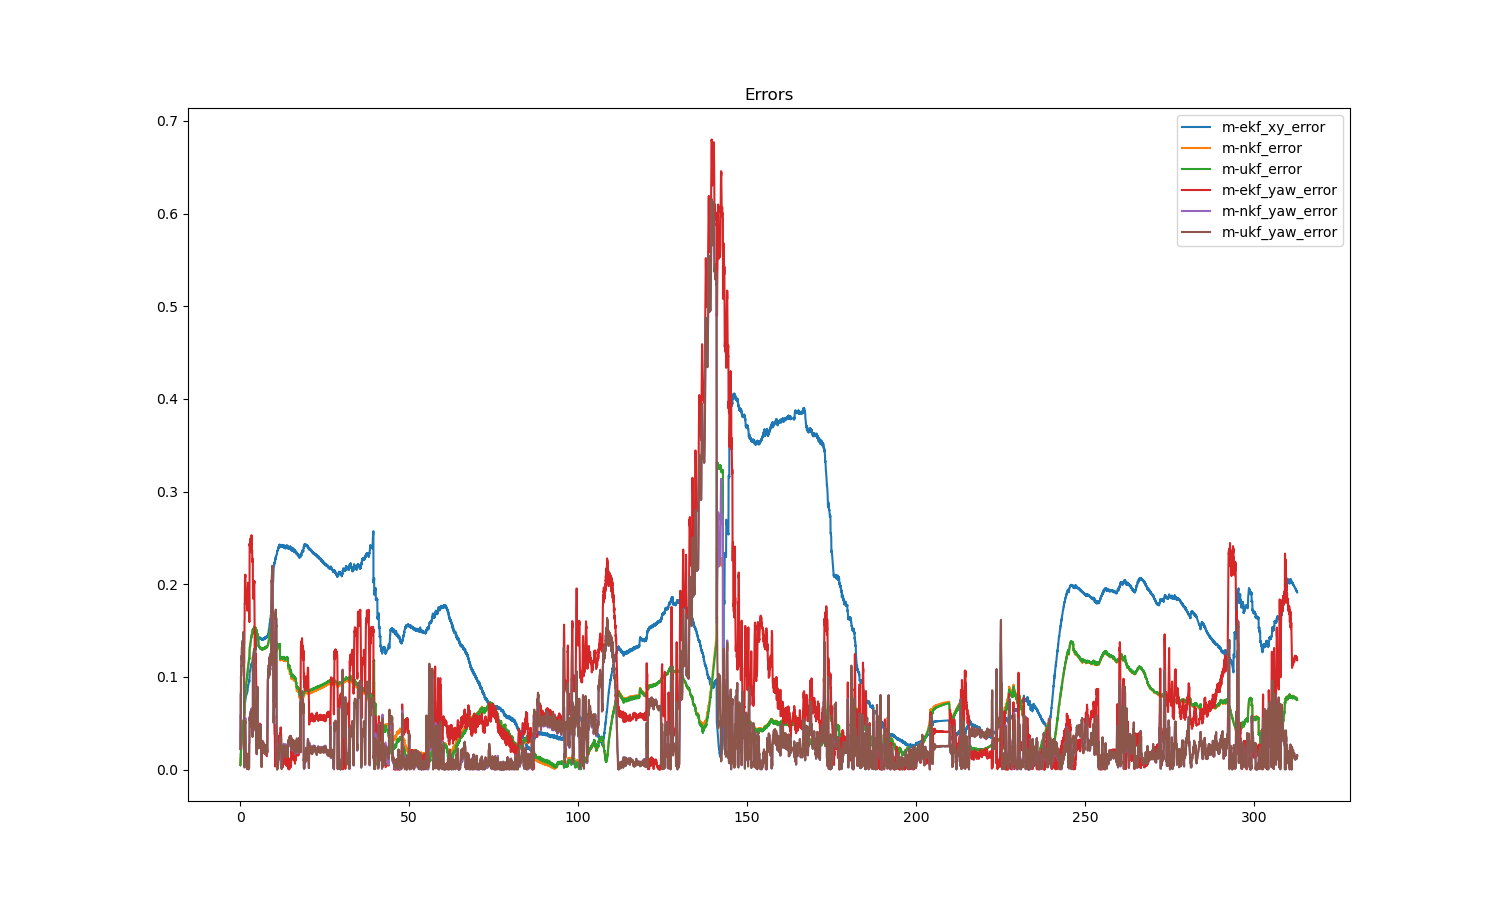 Errors
0.7
0.6
0.5
0.4
0.3
0.2
0.1
0.0
m-ekf_xy_error
m-nkf_error
m-ukf_error
m-ekf_yaw_error
m-nkf_yaw_error
m-ukf_yaw_error
0 50 100 150 200 250 300